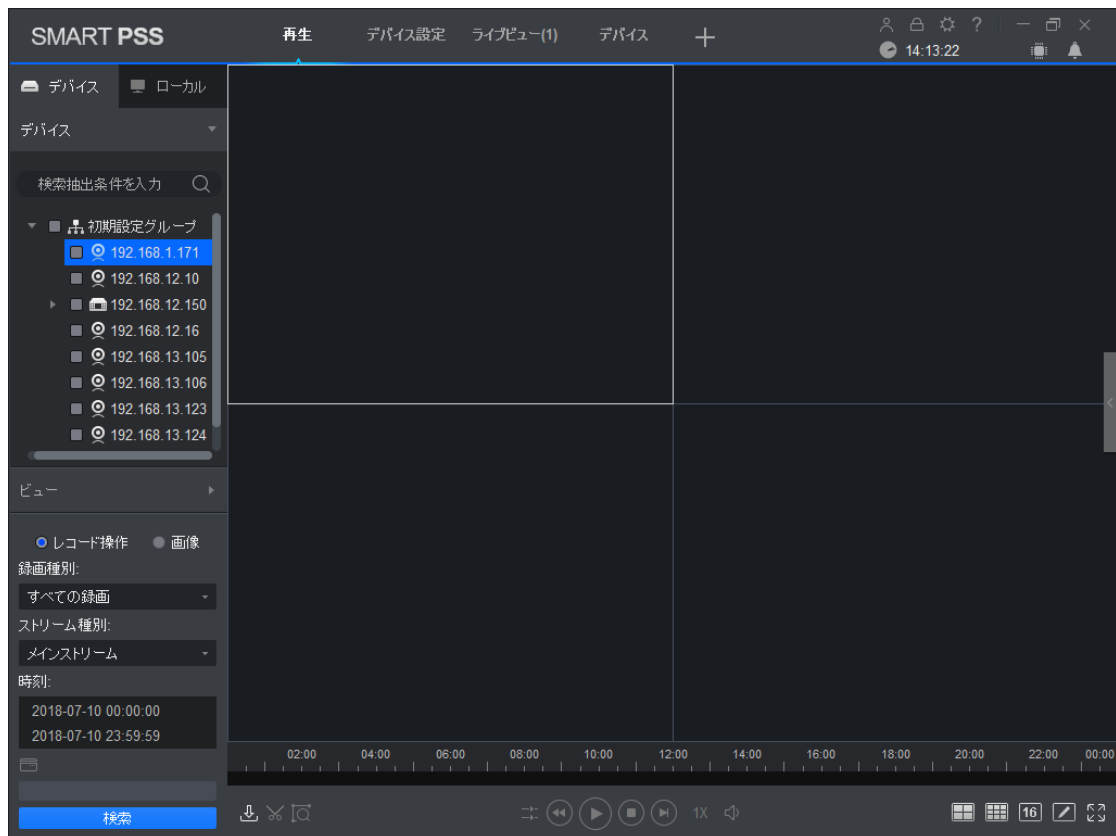 SMART PSS
再生 デバイス設定 ライブビュー(1) デバイス
14:13:22
デバイス ローカル
デバイス
検索抽出条件を入力
初期設定グループ
192.168.1.171
192.168.12.10
192.168.12.150
192.168.12.16
192.168.13.105
192.168.13.106
192.168.13.123
192.168.13.124
ビュー
レコード操作 画像
録画種別:
すべての録画
ストリーム種別:
メインストリーム
時刻:
2018-07-10 00:00:00
2018-07-10 23:59:59
検索
02:00 04:00 06:00 08:00 10:00 12:00 14:00 16:00 18:00 20:00 22:00 00:00
1X
16